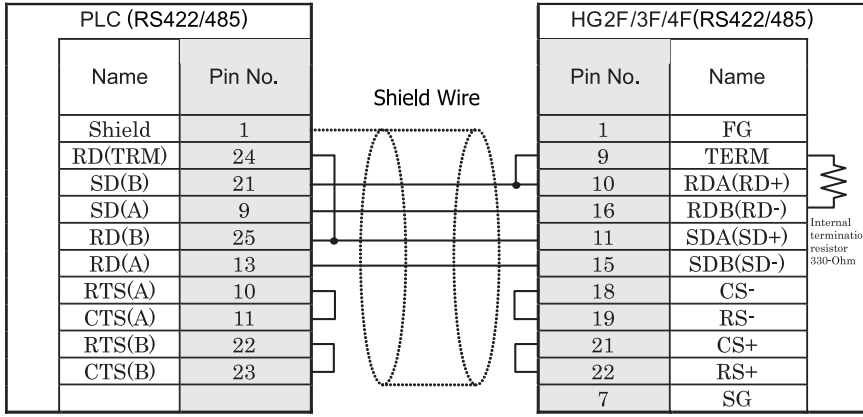 PLC (RS422/485)
HG2F/3F/4F(RS422/485)
Name Pin No.
Shield Wire
Pin No. Name
Shield 1
1 FG
RD(TRM) 24
9 TERM
SD(B) 21
10 RDA(RD+)
SD(A) 9
16 RDB(RD-)
RD(B) 25
11 SDA(SD+)
RD(A) 13
15 SDB(SD-)
RTS(A) 10
18 CS-
CTS(A) 11
19 RS-
RTS(B) 22
21 CS+
CTS(B) 23
22 RS+
7 SG
Internal
terminatio
resistor
330-Ohm